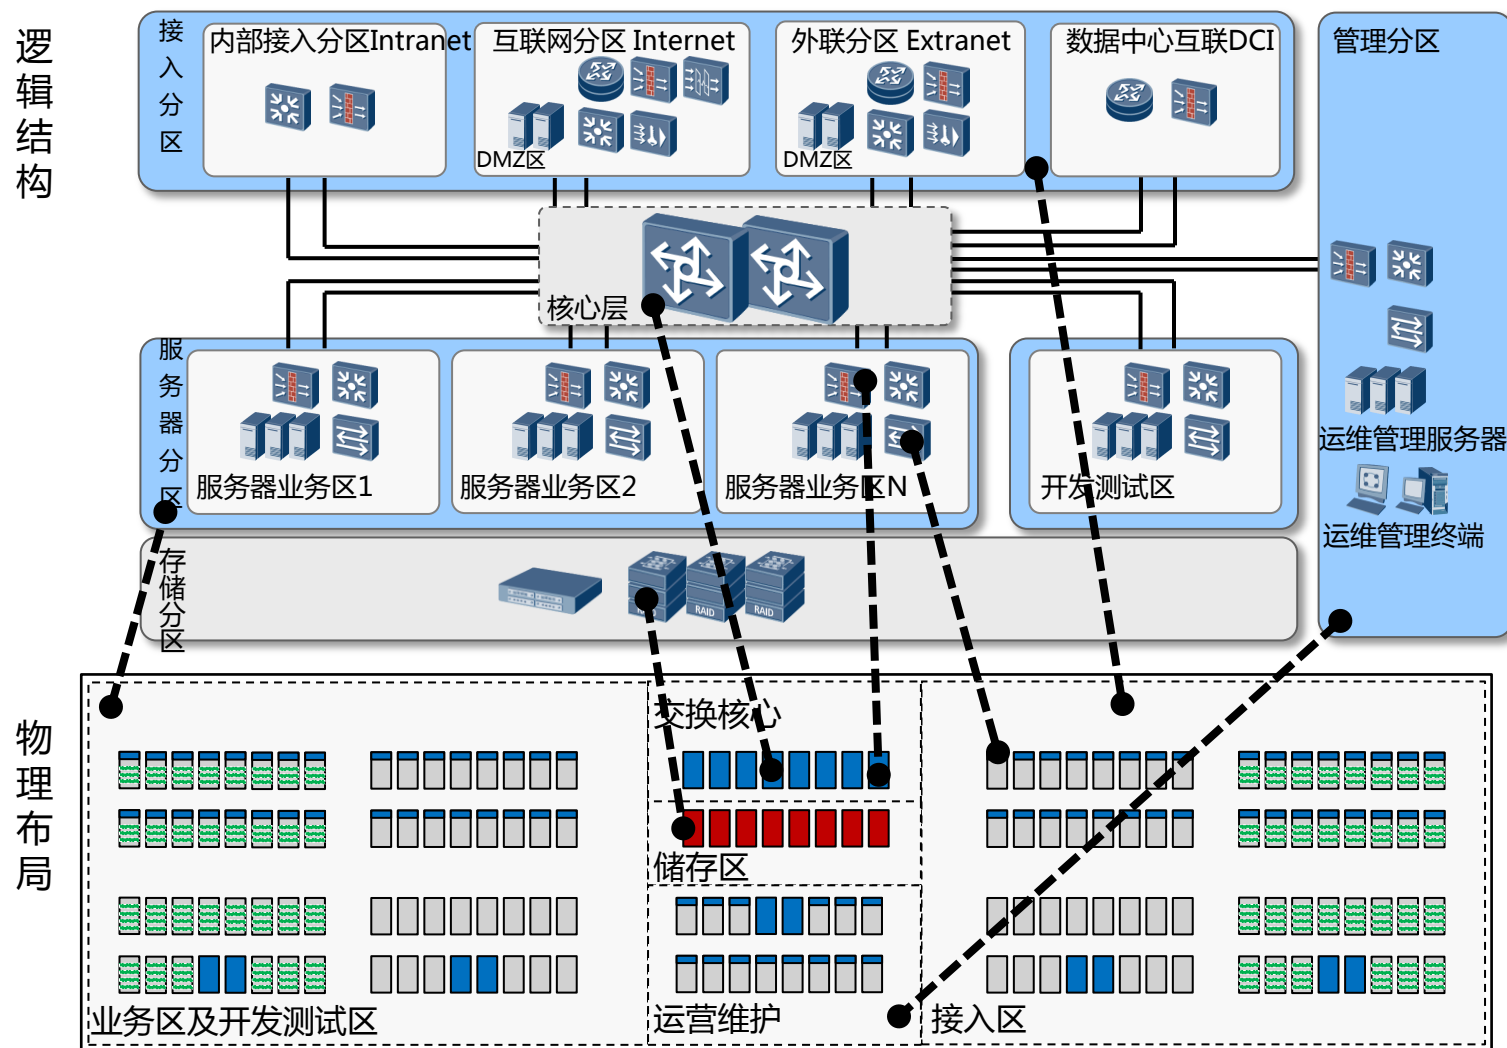 逻辑结构
接入分区
内部接入分区Intranet
互联网分区 Internet
DMZ区
外联分区 Extranet
DMZ区
数据中心互联DCI
管理分区
核心层
服务器分区
服务器业务区1
服务器业务区2
服务器业务区N
开发测试区
运维管理服务器
运维管理终端
存储分区
RAID
RAID
RAID
物理布局
交换核心
储存区
业务区及开发测试区
运营维护
接入区